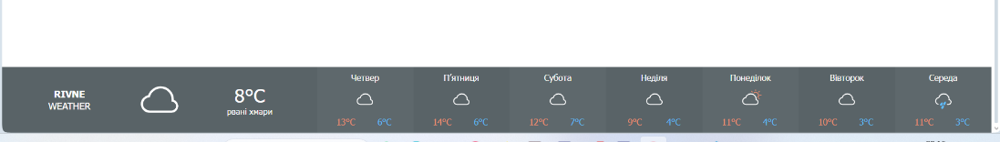 RIVNE
WEATHER
8°C
рвані хмари
Четвер
13°C 6°C
П'ятниця
14°C 6°C
Субота
12°C 7°C
Неділя
9°C 4°C
Понеділок
11°C 4°C
Вівторок
10°C 3°C
Середа
11°C 3°C